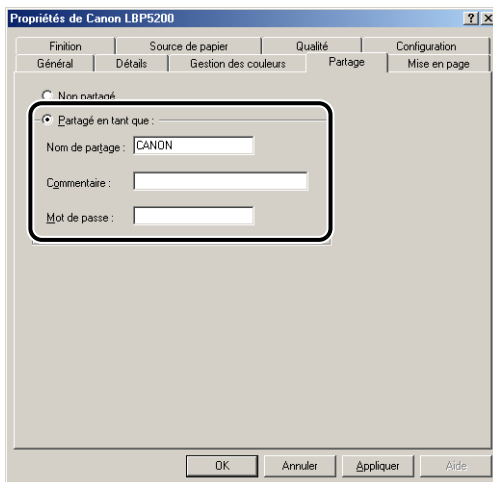 Propriétés de Canon LBP5200
Finition Source de papier Qualité Configuration
Général Détails Gestion des couleurs Partage Mise en page
Non partagé
Partagé en tant que :
Nom de partage : CANON
Commentaire :
Mot de passe :
OK Annuler Appliquer Aide